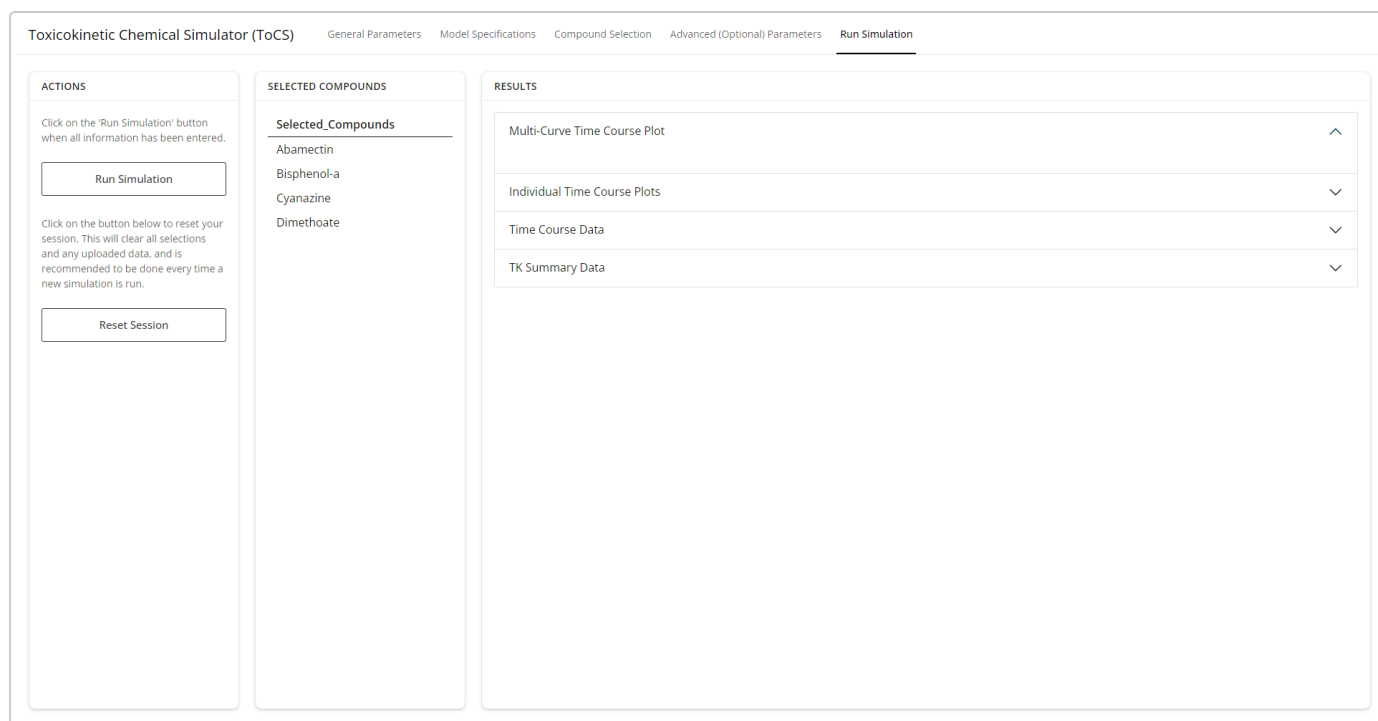 Toxicokinetic Chemical Simulator (ToCS)
General Parameters
Model Specifications
Compound Selection
Advanced (Optional) Parameters
Run Simulation
ACTIONS
Click on the 'Run Simulation' button
when all information has been entered.
Run Simulation
Click on the button below to reset your
session. This will clear all selections
and any uploaded data, and is
recommended to be done every time a
new simulation is run.
Reset Session
SELECTED COMPOUNDS
Selected_Compounds
Abamectin
Bisphenol-a
Cyanazine
Dimethoate
RESULTS
Multi-Curve Time Course Plot
Individual Time Course Plots
Time Course Data
TK Summary Data